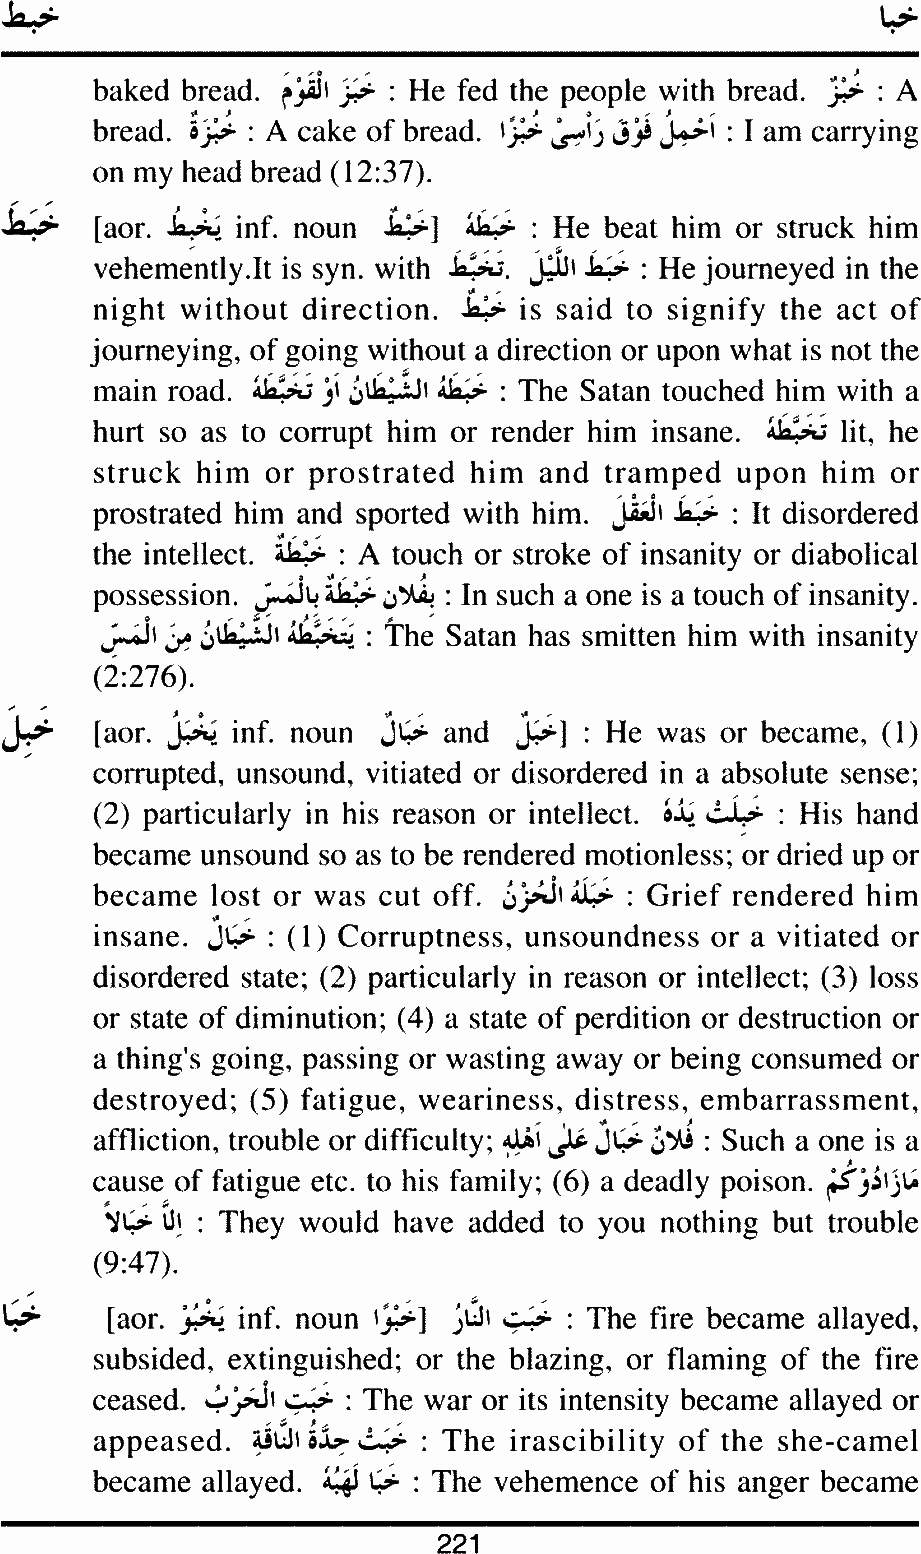 خبط خبا
baked bread. خَبَزَ الْقَوْمَ : He fed the people with bread. خُبْزٌ : A
bread. خُبْزَةٌ : A cake of bread. اَحْمِلُ فَوْقَ رَاْسِىْ خُبْزًا : I am carrying
on my head bread (12:37).
خَبَطَ [aor. يَخْبِطُ inf. noun خَبْطٌ] خَبَطَهُ : He beat him or struck him
vehemently.It is syn. with تَخَبَّطَ. خَبَطَ اللَّيْلَ : He journeyed in the
night without direction. خَبْطٌ is said to signify the act of
journeying, of going without a direction or upon what is not the
main road. خَبَطَهُ الشَّيْطَانُ اَوْ تَخَبَّطَهُ : The Satan touched him with a
hurt so as to corrupt him or render him insane. تَخَبَّطَهُ lit, he
struck him or prostrated him and tramped upon him or
prostrated him and sported with him. خَبَطَ الْعَقْلَ : It disordered
the intellect. خَبْطَةٌ : A touch or stroke of insanity or diabolical
possession. بِفُلَانٍ خَبْطَةٌ بِالْمَسِّ : In such a one is a touch of insanity.
يَتَخَبَّطُهُ الشَّيْطَانُ مِنَ الْمَسِّ : The Satan has smitten him with insanity
(2:276).
خَبِلَ [aor. يَخْبَلُ inf. noun خَبَالٌ and خَبَلٌ] : He was or became, (1)
corrupted, unsound, vitiated or disordered in a absolute sense;
(2) particularly in his reason or intellect. خَبِلَتْ يَدُهُ : His hand
became unsound so as to be rendered motionless; or dried up or
became lost or was cut off. خَبَلَهُ الْحُزْنُ : Grief rendered him
insane. خَبَالٌ : (1) Corruptness, unsoundness or a vitiated or
disordered state; (2) particularly in reason or intellect; (3) loss
or state of diminution; (4) a state of perdition or destruction or
a thing's going, passing or wasting away or being consumed or
destroyed; (5) fatigue, weariness, distress, embarrassment,
affliction, trouble or difficulty; فُلَانٌ خَبَالٌ عَلٰى اَهْلِهِ : Such a one is a
cause of fatigue etc. to his family; (6) a deadly poison. مَازَادُوْكُمْ
اِلَّا خَبَالًا : They would have added to you nothing but trouble
(9:47).
خَبَا [aor. يَخْبُوْ inf. noun خَبْوًا] خَبَتِ النَّارُ : The fire became allayed,
subsided, extinguished; or the blazing, or flaming of the fire
ceased. خَبَتِ الْحَرْبُ : The war or its intensity became allayed or
appeased. خَبَتْ حِدَّةُ النَّاقَةِ : The irascibility of the she-camel
became allayed. خَبَا لَهَبُهُ : The vehemence of his anger became
221